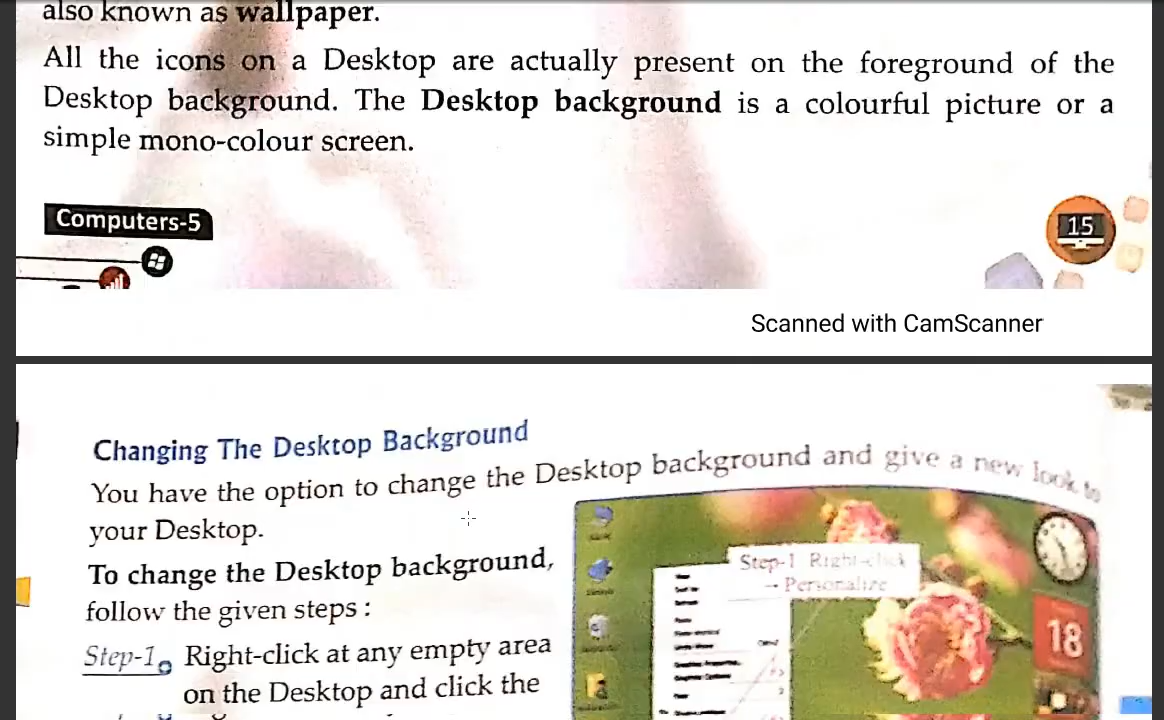 also known as wallpaper.
All the icons on a Desktop are actually present on the foreground of the
Desktop background. The Desktop background is a colourful picture or a
simple mono-colour screen.
Computers-5
15
Scanned with CamScanner
Changing The Desktop Background
You have the option to change the Desktop background and give a new look to
your Desktop.
To change the Desktop background,
follow the given steps :
Step-1 Right-click at any empty area
on the Desktop and click the
Step-1 Right-click
→ Personalize
18